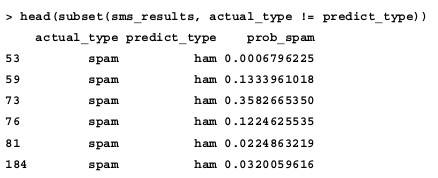 > head(subset(sms_results, actual_type != predict_type))
actual_type predict_type prob_spam
53 spam ham 0.0006796225
59 spam ham 0.1333961018
73 spam ham 0.3582665350
76 spam ham 0.1224625535
81 spam ham 0.0224863219
184 spam ham 0.0320059616